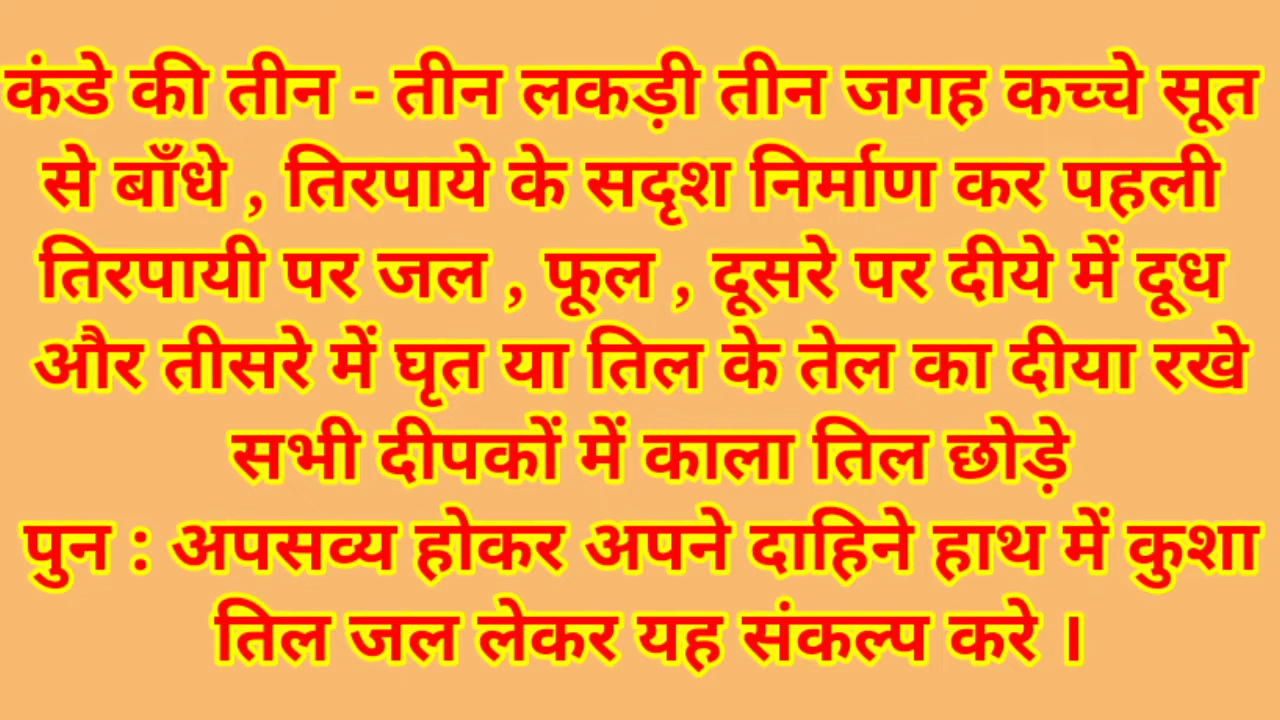 कंडे की तीन - तीन लकड़ी तीन जगह कच्चे सूत
से बाँधे , तिरपाये के सदृश निर्माण कर पहली
तिरपायी पर जल , फूल , दूसरे पर दीये में दूध
और तीसरे में घृत या तिल के तेल का दीया रखे
सभी दीपकों में काला तिल छोड़े
पुन : अपसव्य होकर अपने दाहिने हाथ में कुशा
तिल जल लेकर यह संकल्प करे ।